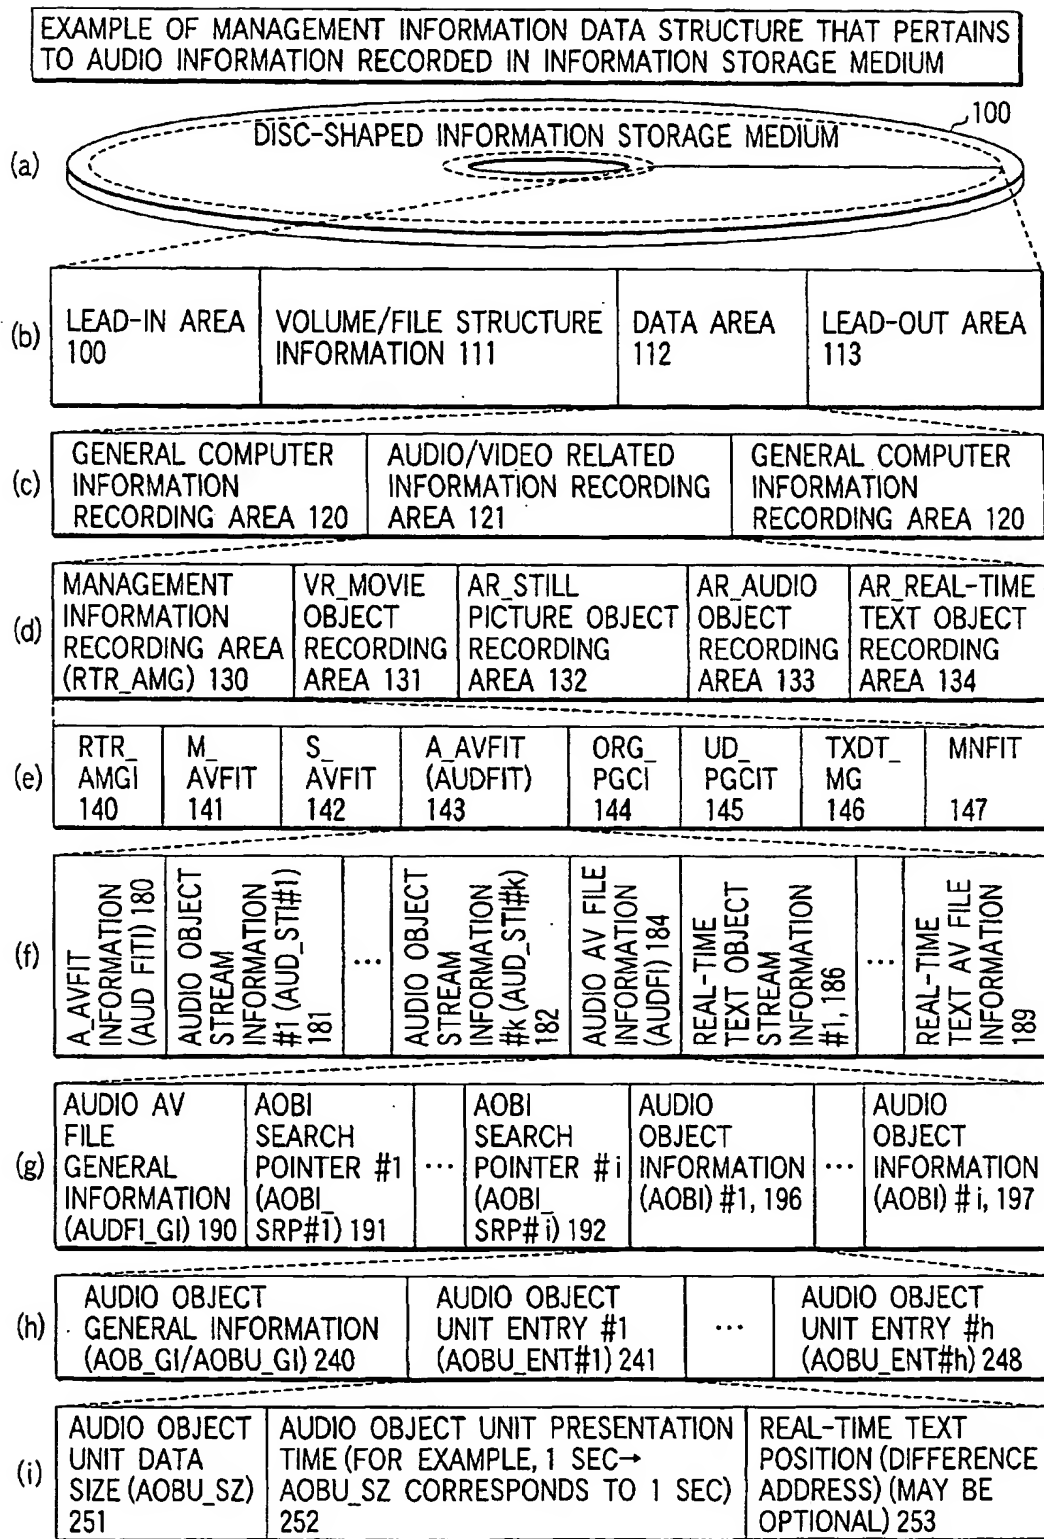 EXAMPLE OF MANAGEMENT INFORMATION DATA STRUCTURE THAT PERTAINS
TO AUDIO INFORMATION RECORDED IN INFORMATION STORAGE MEDIUM
100
DISC-SHAPED INFORMATION STORAGE MEDIUM
(a)
(b)
LEAD-IN AREA
100
VOLUME/FILE STRUCTURE
INFORMATION 111
DATA AREA
112
LEAD-OUT AREA
113
(c)
GENERAL COMPUTER
INFORMATION
RECORDING AREA 120
AUDIO/VIDEO RELATED
INFORMATION RECORDING
AREA 121
GENERAL COMPUTER
INFORMATION
RECORDING AREA 120
(d)
MANAGEMENT
INFORMATION
RECORDING AREA
(RTR_AMG) 130
VR_MOVIE
OBJECT
RECORDING
AREA 131
AR_STILL
PICTURE OBJECT
RECORDING
AREA 132
AR_AUDIO
OBJECT
RECORDING
AREA 133
AR_REAL-TIME
TEXT OBJECT
RECORDING
AREA 134
(e)
RTR_
AMGI
140
M_
AVFIT
141
S_
AVFIT
142
A_AVFIT
(AUDFIT)
143
ORG_
PGCI
144
UD_
PGCIT
145
TXDT_
MG
146
MNFIT
147
(f)
A_AVFIT
INFORMATION
(AUD FITI) 180
AUDIO OBJECT
STREAM
INFORMATION
#1 (AUD_STI#1)
181
...
AUDIO OBJECT
STREAM
INFORMATION
#k (AUD_STI#k)
182
AUDIO AV FILE
INFORMATION
(AUDFI) 184
REAL-TIME
TEXT OBJECT
STREAM
INFORMATION
#1, 186
...
REAL-TIME
TEXT AV FILE
INFORMATION
189
(g)
AUDIO AV
FILE
GENERAL
INFORMATION
(AUDFI_GI) 190
AOBI
SEARCH
POINTER #1
(AOBI_
SRP#1) 191
...
AOBI
SEARCH
POINTER #i
(AOBI_
SRP#i) 192
AUDIO
OBJECT
INFORMATION
(AOBI) #1, 196
...
AUDIO
OBJECT
INFORMATION
(AOBI) #i, 197
(h)
AUDIO OBJECT
GENERAL INFORMATION
(AOB_GI/AOBU_GI) 240
AUDIO OBJECT
UNIT ENTRY #1
(AOBU_ENT#1) 241
...
AUDIO OBJECT
UNIT ENTRY #h
(AOBU_ENT#h) 248
(i)
AUDIO OBJECT
UNIT DATA
SIZE (AOBU_SZ)
251
AUDIO OBJECT UNIT PRESENTATION
TIME (FOR EXAMPLE, 1 SEC→
AOBU_SZ CORRESPONDS TO 1 SEC)
252
REAL-TIME TEXT
POSITION (DIFFERENCE
ADDRESS) (MAY BE
OPTIONAL) 253